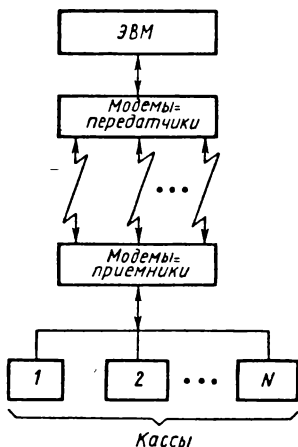 ЭВМ
Модемы=
передатчики
Модемы=
приемники
1 2 N
Кассы